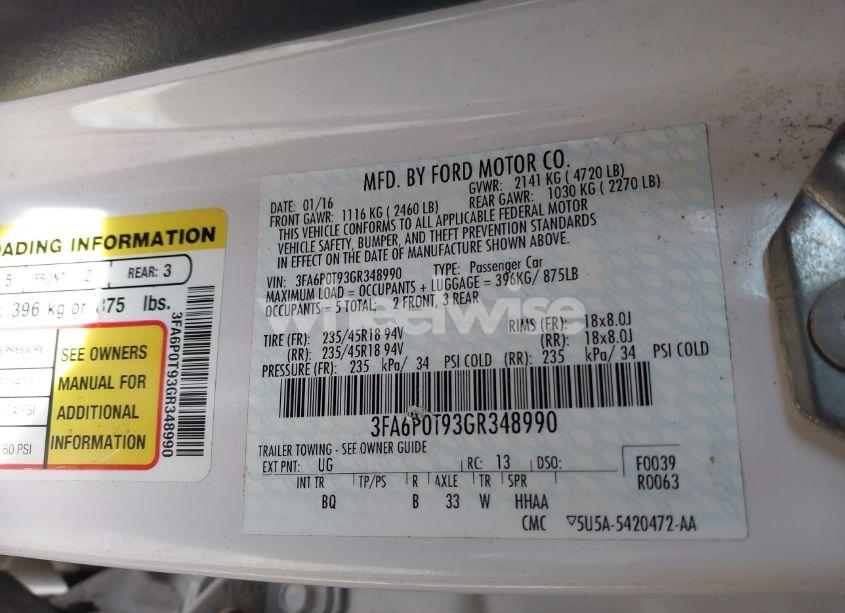 OADING INFORMATION
5 FRONT 2 REAR: 3
396 kg or 875 lbs.
E PRESSURE
SEE OWNERS
MANUAL FOR
ADDITIONAL
INFORMATION
60 PSI
3FA6P0T93GR348990
MFD. BY FORD MOTOR CO.
DATE: 01/16 GVWR: 2141 KG ( 4720 LB)
FRONT GAWR: 1116 KG ( 2460 LB) REAR GAWR: 1030 KG ( 2270 LB)
THIS VEHICLE CONFORMS TO ALL APPLICABLE FEDERAL MOTOR
VEHICLE SAFETY, BUMPER, AND THEFT PREVENTION STANDARDS
IN EFFECT ON THE DATE OF MANUFACTURE SHOWN ABOVE.
VIN: 3FA6P0T93GR348990 TYPE: Passenger Car
MAXIMUM LOAD = OCCUPANTS + LUGGAGE = 396KG/ 875LB
OCCUPANTS = 5 TOTAL; 2 FRONT, 3 REAR
wheelwise
TIRE (FR): 235/45R18 94V RIMS (FR): 18x8.0J
(RR): 235/45R18 94V (RR): 18x8.0J
PRESSURE (FR): 235 kPa/ 34 PSI COLD (RR): 235 kPa/ 34 PSI COLD
3FA6P0T93GR348990
TRAILER TOWING - SEE OWNER GUIDE
EXT PNT: UG RC: 13 DSO: F0039
INT TR TP/PS R AXLE TR SPR R0063
BQ B 33 W HHAA
CMC ▽5U5A-5420472-AA